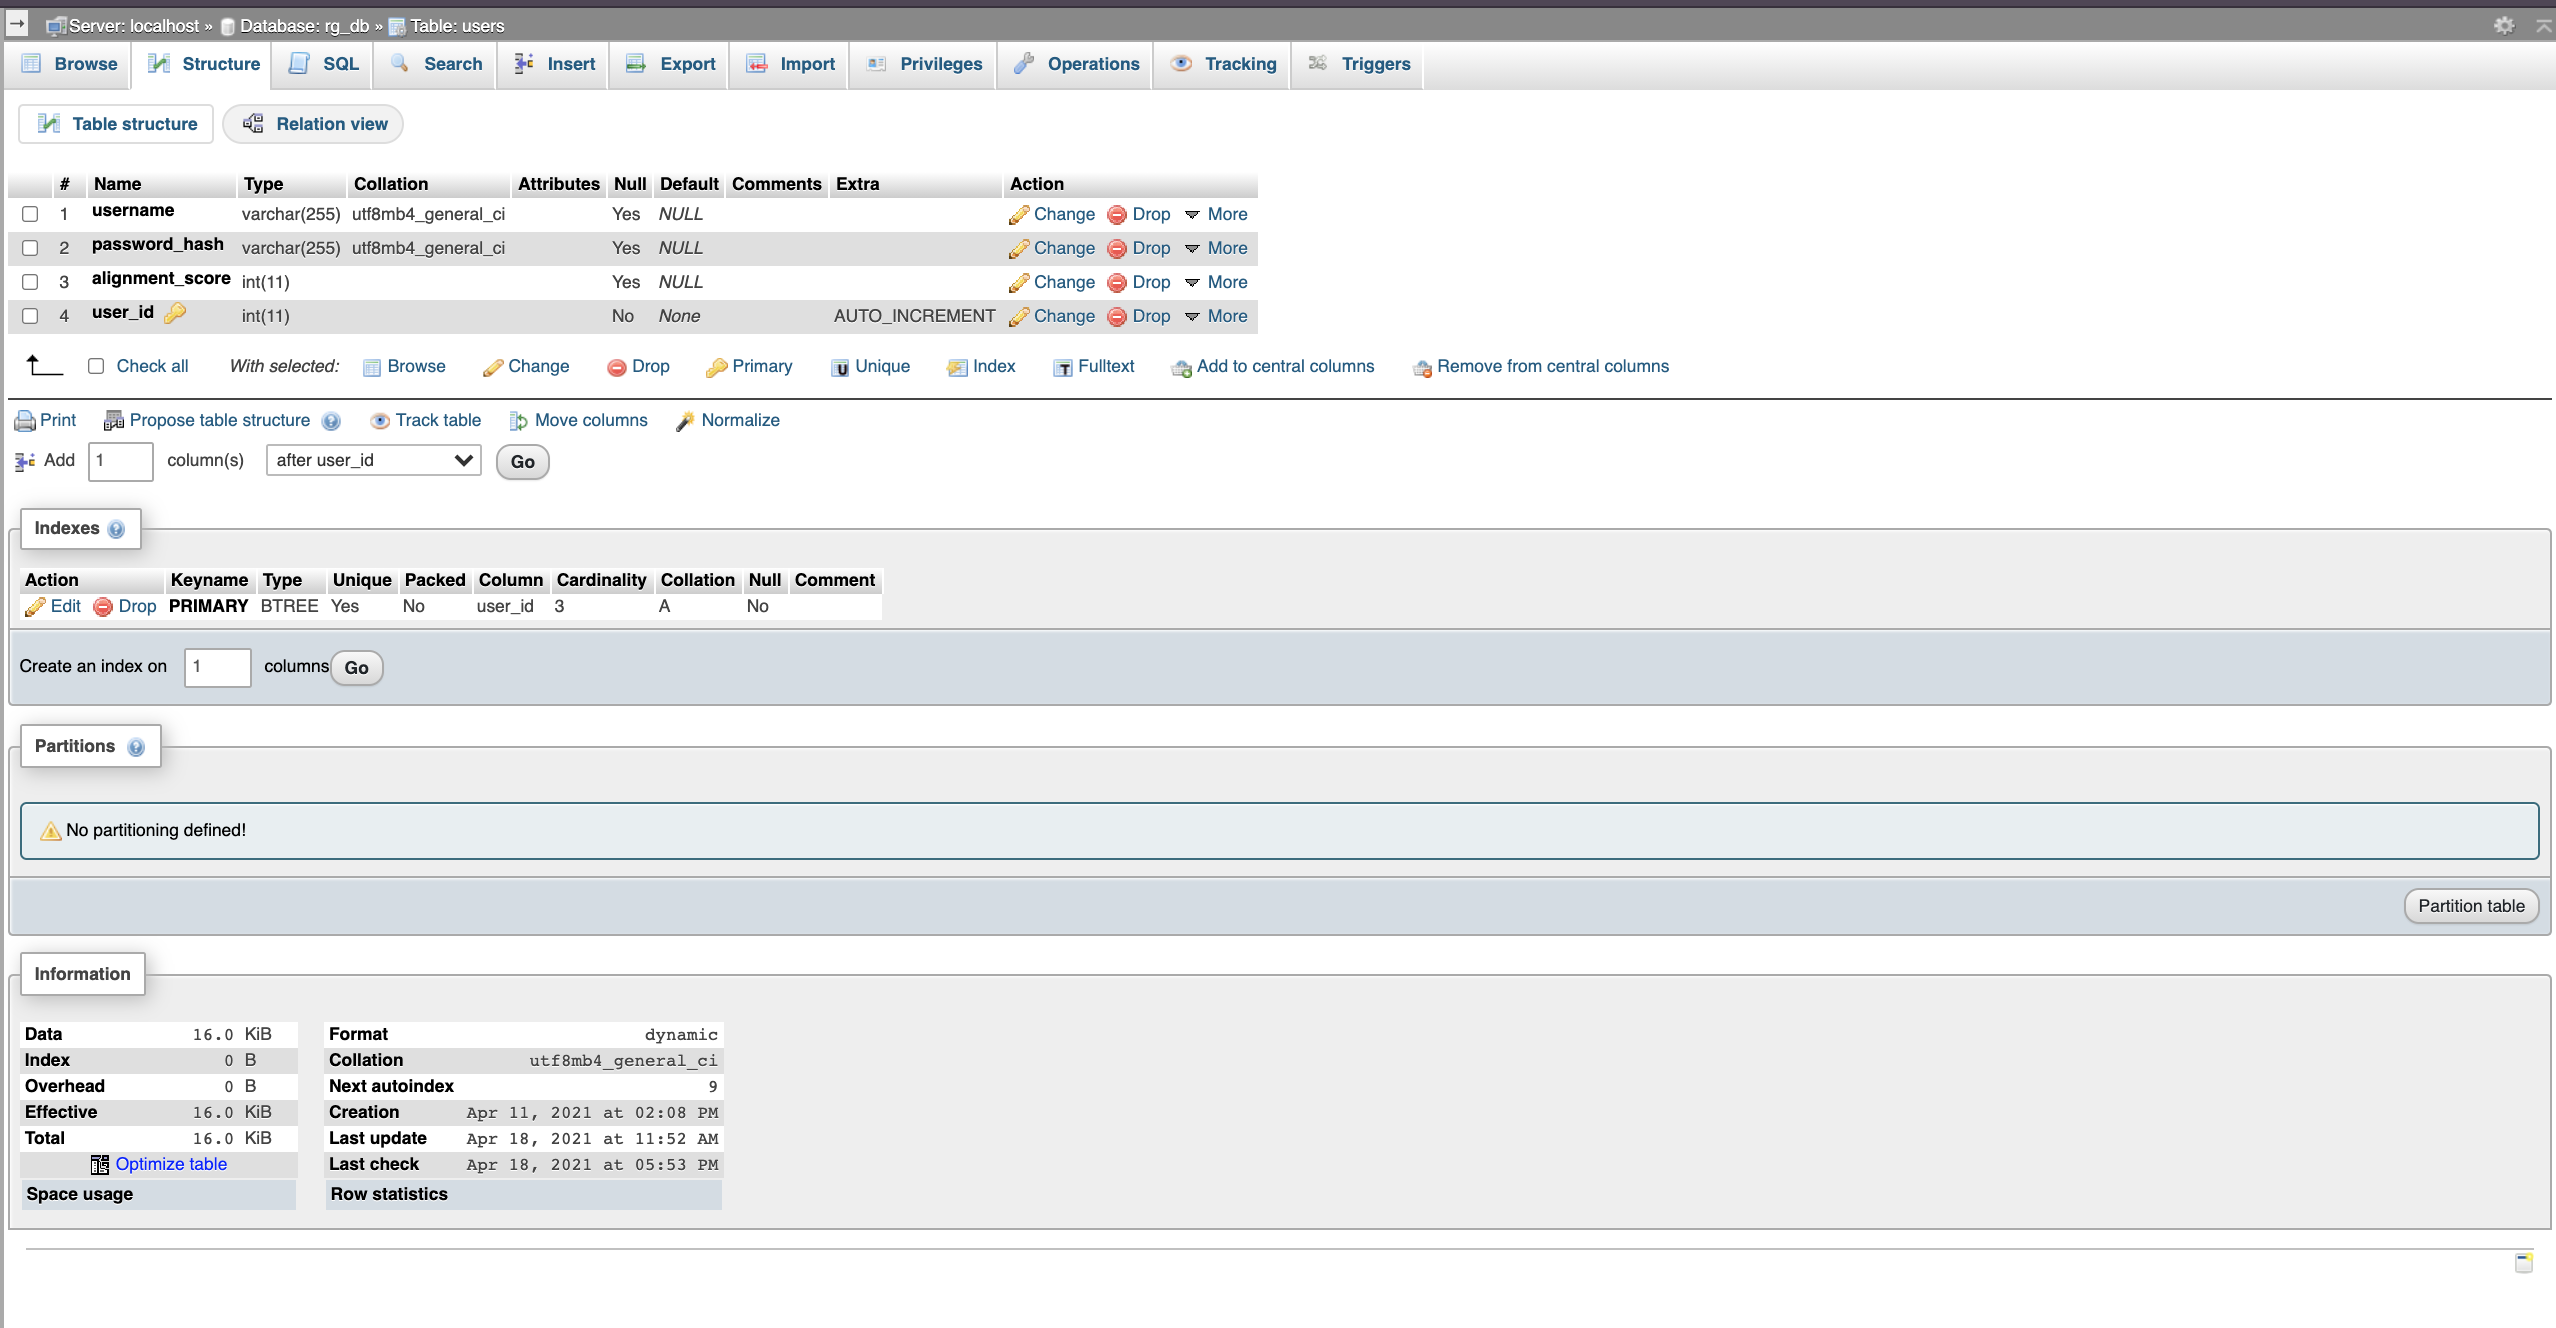 Server: localhost » Database: rg_db » Table: users
Browse Structure SQL Search Insert Export Import Privileges Operations Tracking Triggers
Table structure Relation view
# Name Type Collation Attributes Null Default Comments Extra Action
1 username varchar(255) utf8mb4_general_ci Yes NULL Change Drop More
2 password_hash varchar(255) utf8mb4_general_ci Yes NULL Change Drop More
3 alignment_score int(11) Yes NULL Change Drop More
4 user_id int(11) No None AUTO_INCREMENT Change Drop More
Check all With selected: Browse Change Drop Primary Unique Index Fulltext Add to central columns Remove from central columns
Print Propose table structure Track table Move columns Normalize
Add 1 column(s) after user_id Go
Indexes
Action Keyname Type Unique Packed Column Cardinality Collation Null Comment
Edit Drop PRIMARY BTREE Yes No user_id 3 A No
Create an index on 1 columns Go
Partitions
No partitioning defined!
Partition table
Information
Data 16.0 KiB
Index 0 B
Overhead 0 B
Effective 16.0 KiB
Total 16.0 KiB
Optimize table
Space usage
Format dynamic
Collation utf8mb4_general_ci
Next autoindex 9
Creation Apr 11, 2021 at 02:08 PM
Last update Apr 18, 2021 at 11:52 AM
Last check Apr 18, 2021 at 05:53 PM
Row statistics